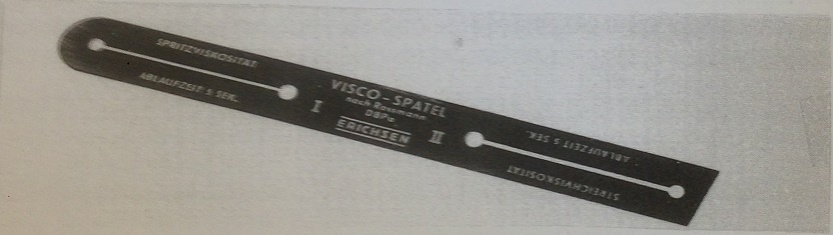 SPRITZVISKOSITÄT
ABLAUFZEIT 5 SEK.
I
VISCO-SPATEL
nach Rossmann
DBPa
ERICHSEN
II
ABLAUFZEIT 5 SEK.
STREICHVISKOSITÄT